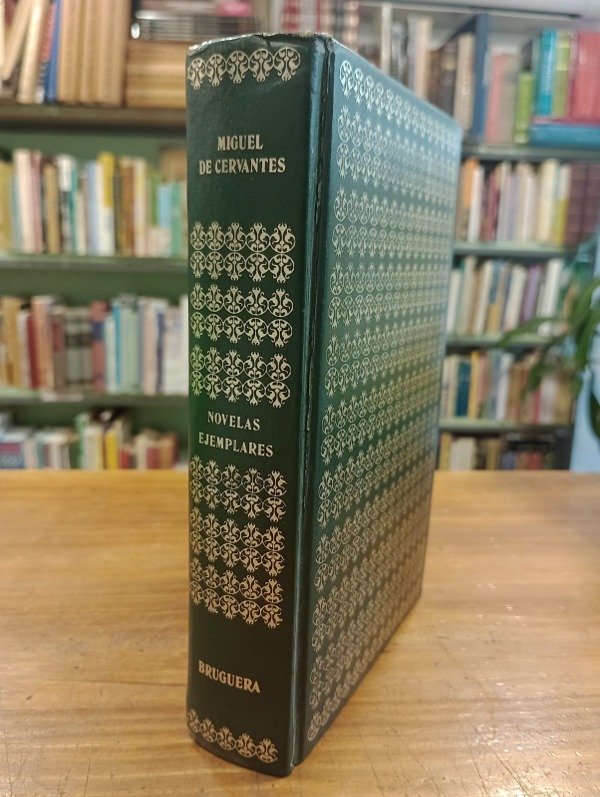 MIGUEL
DE CERVANTES
NOVELAS
EJEMPLARES
BRUGUERA